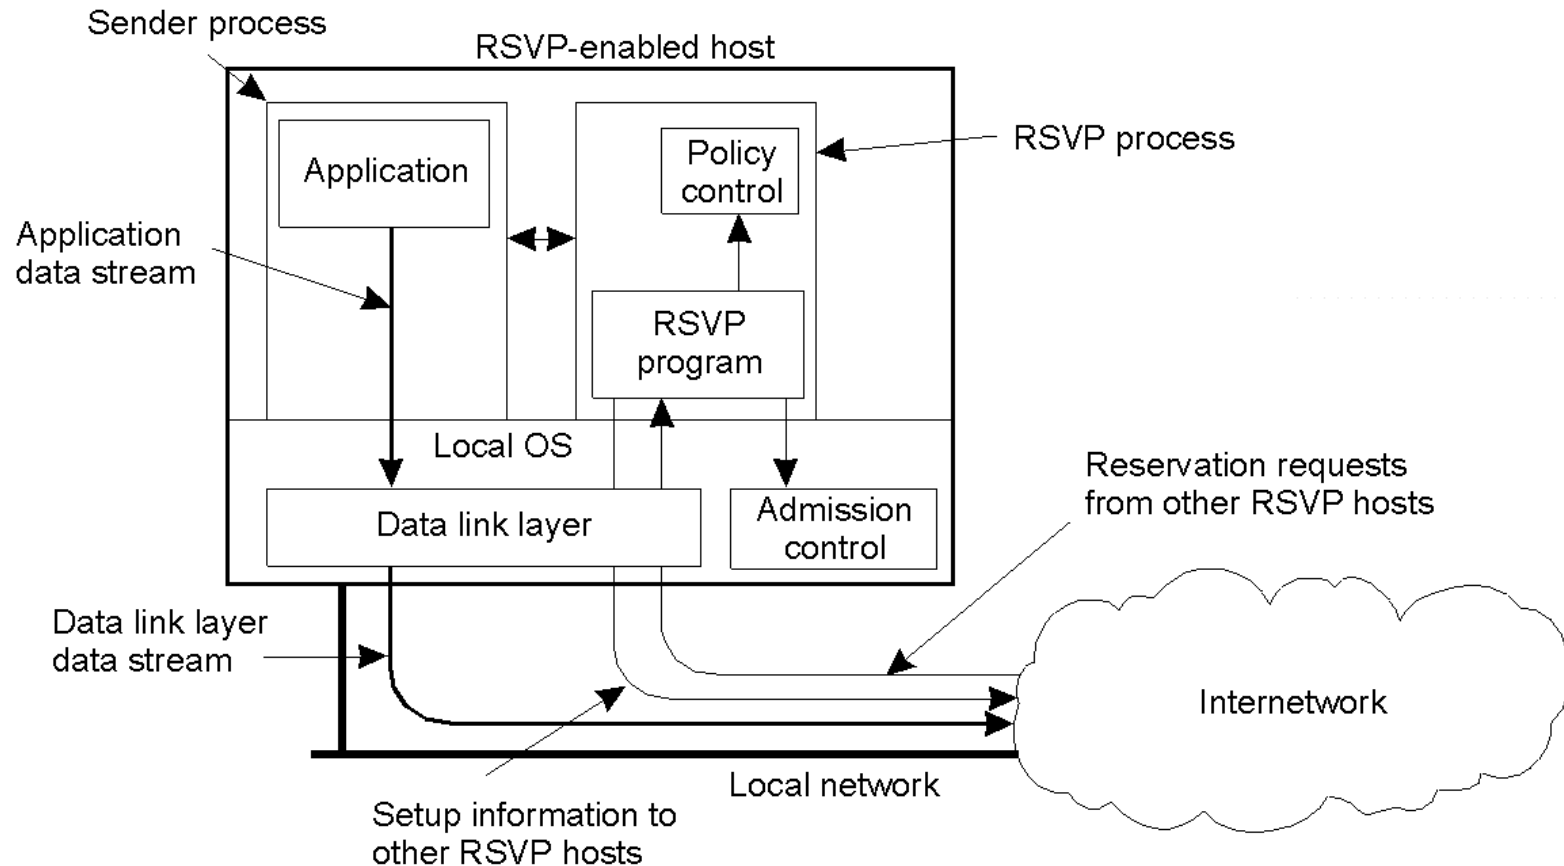 Sender process
RSVP-enabled host
Application
Policy
control
RSVP process
Application
data stream
RSVP
program
Local OS
Data link layer
Admission
control
Reservation requests
from other RSVP hosts
Data link layer
data stream
Internetwork
Local network
Setup information to
other RSVP hosts